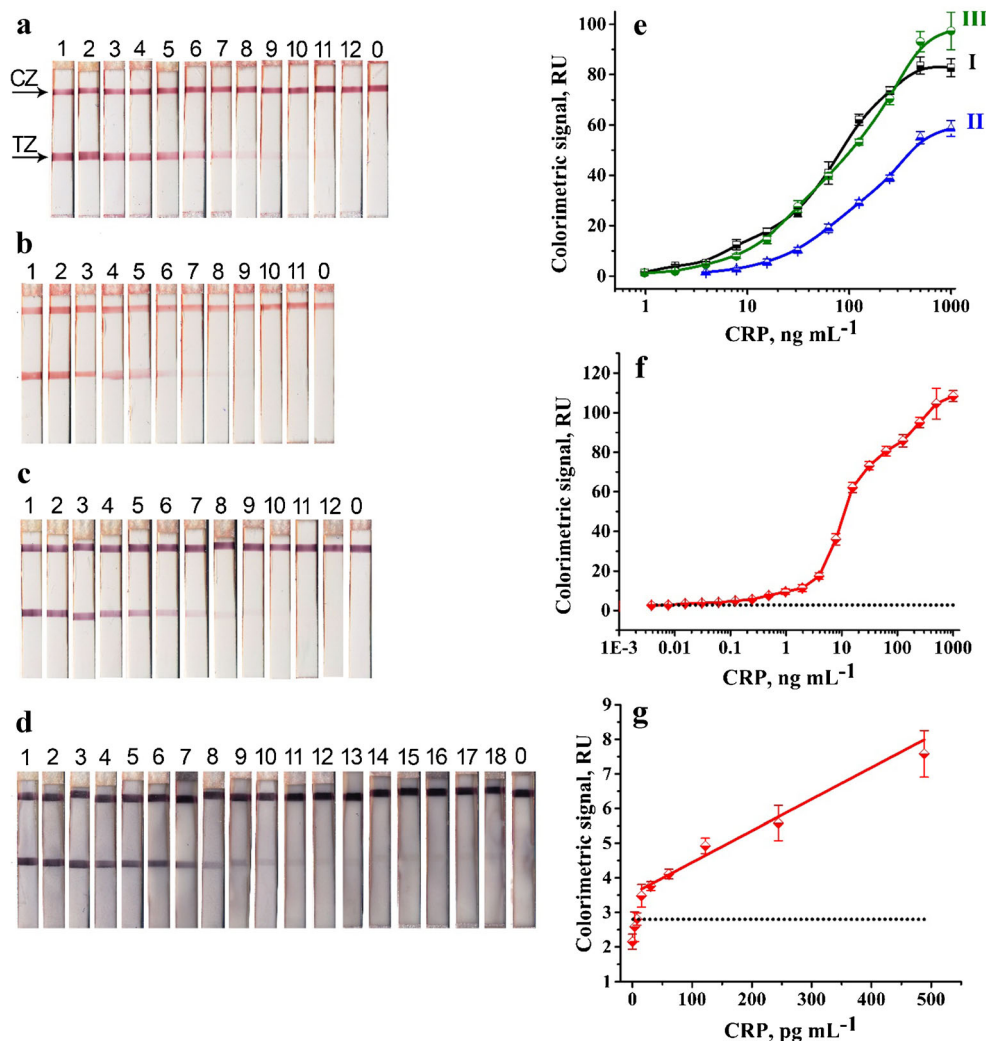 a
1 2 3 4 5 6 7 8 9 10 11 12 0
CZ
TZ
b
1 2 3 4 5 6 7 8 9 10 11 0
c
1 2 3 4 5 6 7 8 9 10 11 12 0
d
1 2 3 4 5 6 7 8 9 10 11 12 13 14 15 16 17 18 0
e
III
I
II
100
80
60
40
20
0
Colorimetric signal, RU
1 10 100 1000
CRP, ng mL⁻¹
f
120
100
80
60
40
20
0
Colorimetric signal, RU
1E-3 0.01 0.1 1 10 100 1000
CRP, ng mL⁻¹
g
9
8
7
6
5
4
3
2
1
Colorimetric signal, RU
0 100 200 300 400 500
CRP, pg mL⁻¹